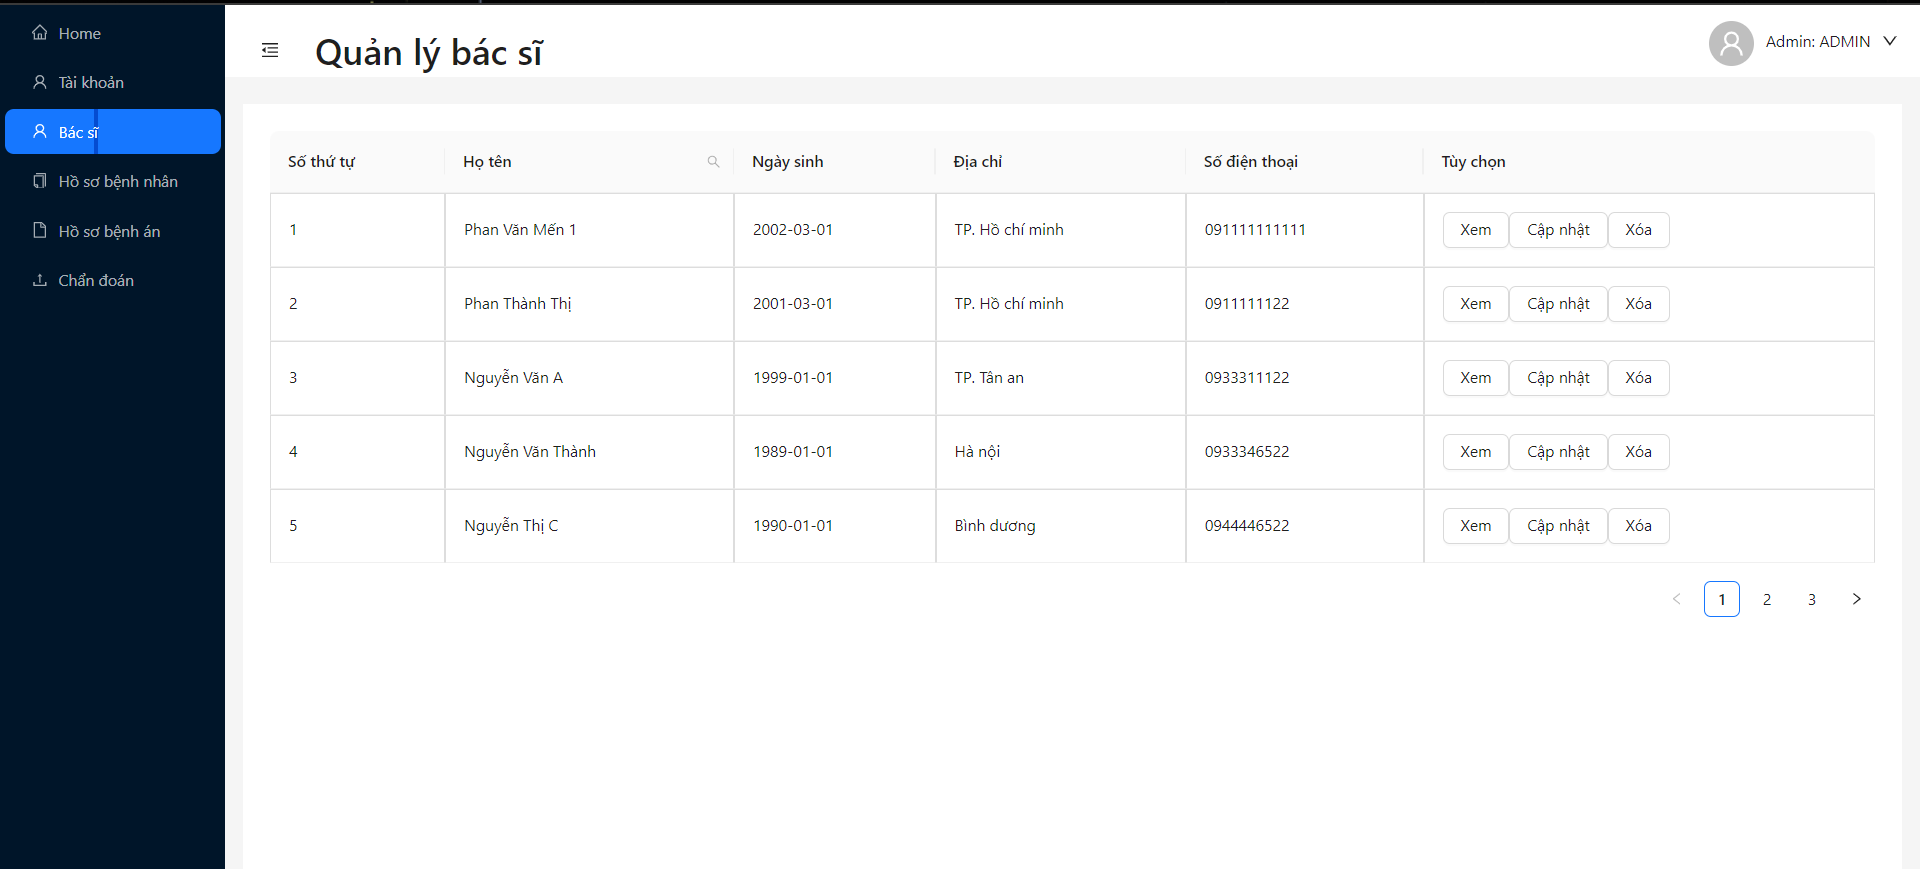 Home
Tài khoản
Bác sĩ
Hồ sơ bệnh nhân
Hồ sơ bệnh án
Chẩn đoán
Quản lý bác sĩ
Admin: ADMIN
Số thứ tự Họ tên Ngày sinh Địa chỉ Số điện thoại Tùy chọn
1 Phan Văn Mến 1 2002-03-01 TP. Hồ chí minh 091111111111 Xem Cập nhật Xóa
2 Phan Thành Thị 2001-03-01 TP. Hồ chí minh 0911111122 Xem Cập nhật Xóa
3 Nguyễn Văn A 1999-01-01 TP. Tân an 0933311122 Xem Cập nhật Xóa
4 Nguyễn Văn Thành 1989-01-01 Hà nội 0933346522 Xem Cập nhật Xóa
5 Nguyễn Thị C 1990-01-01 Bình dương 0944446522 Xem Cập nhật Xóa
1 2 3